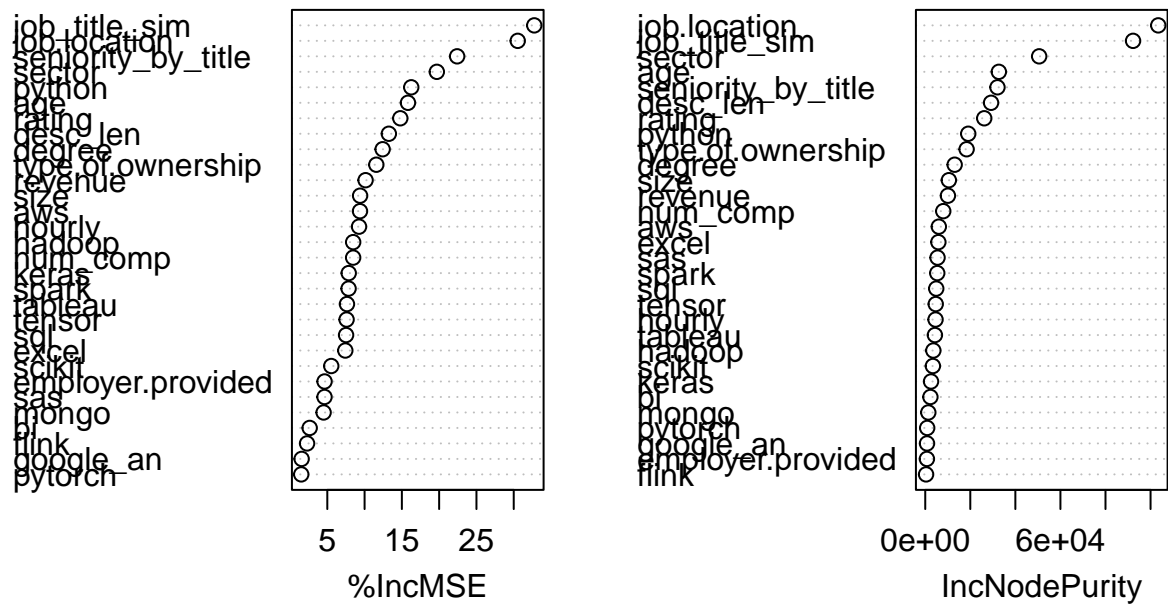 job_title_sim
job.location
seniority_by_title
sector
python
age
rating
desc_len
degree
type.of.ownership
revenue
size
aws
hourly
hadoop
num_comp
keras
spark
tableau
tensor
sql
excel
scikit
employer.provided
sas
mongo
bi
flink
google_an
pytorch
5 15 25
%IncMSE
job.location
job_title_sim
sector
age
seniority_by_title
desc_len
rating
python
type.of.ownership
degree
size
revenue
num_comp
aws
excel
sas
spark
sql
tensor
hourly
tableau
hadoop
scikit
keras
bi
mongo
pytorch
google_an
employer.provided
flink
0e+00 6e+04
IncNodePurity